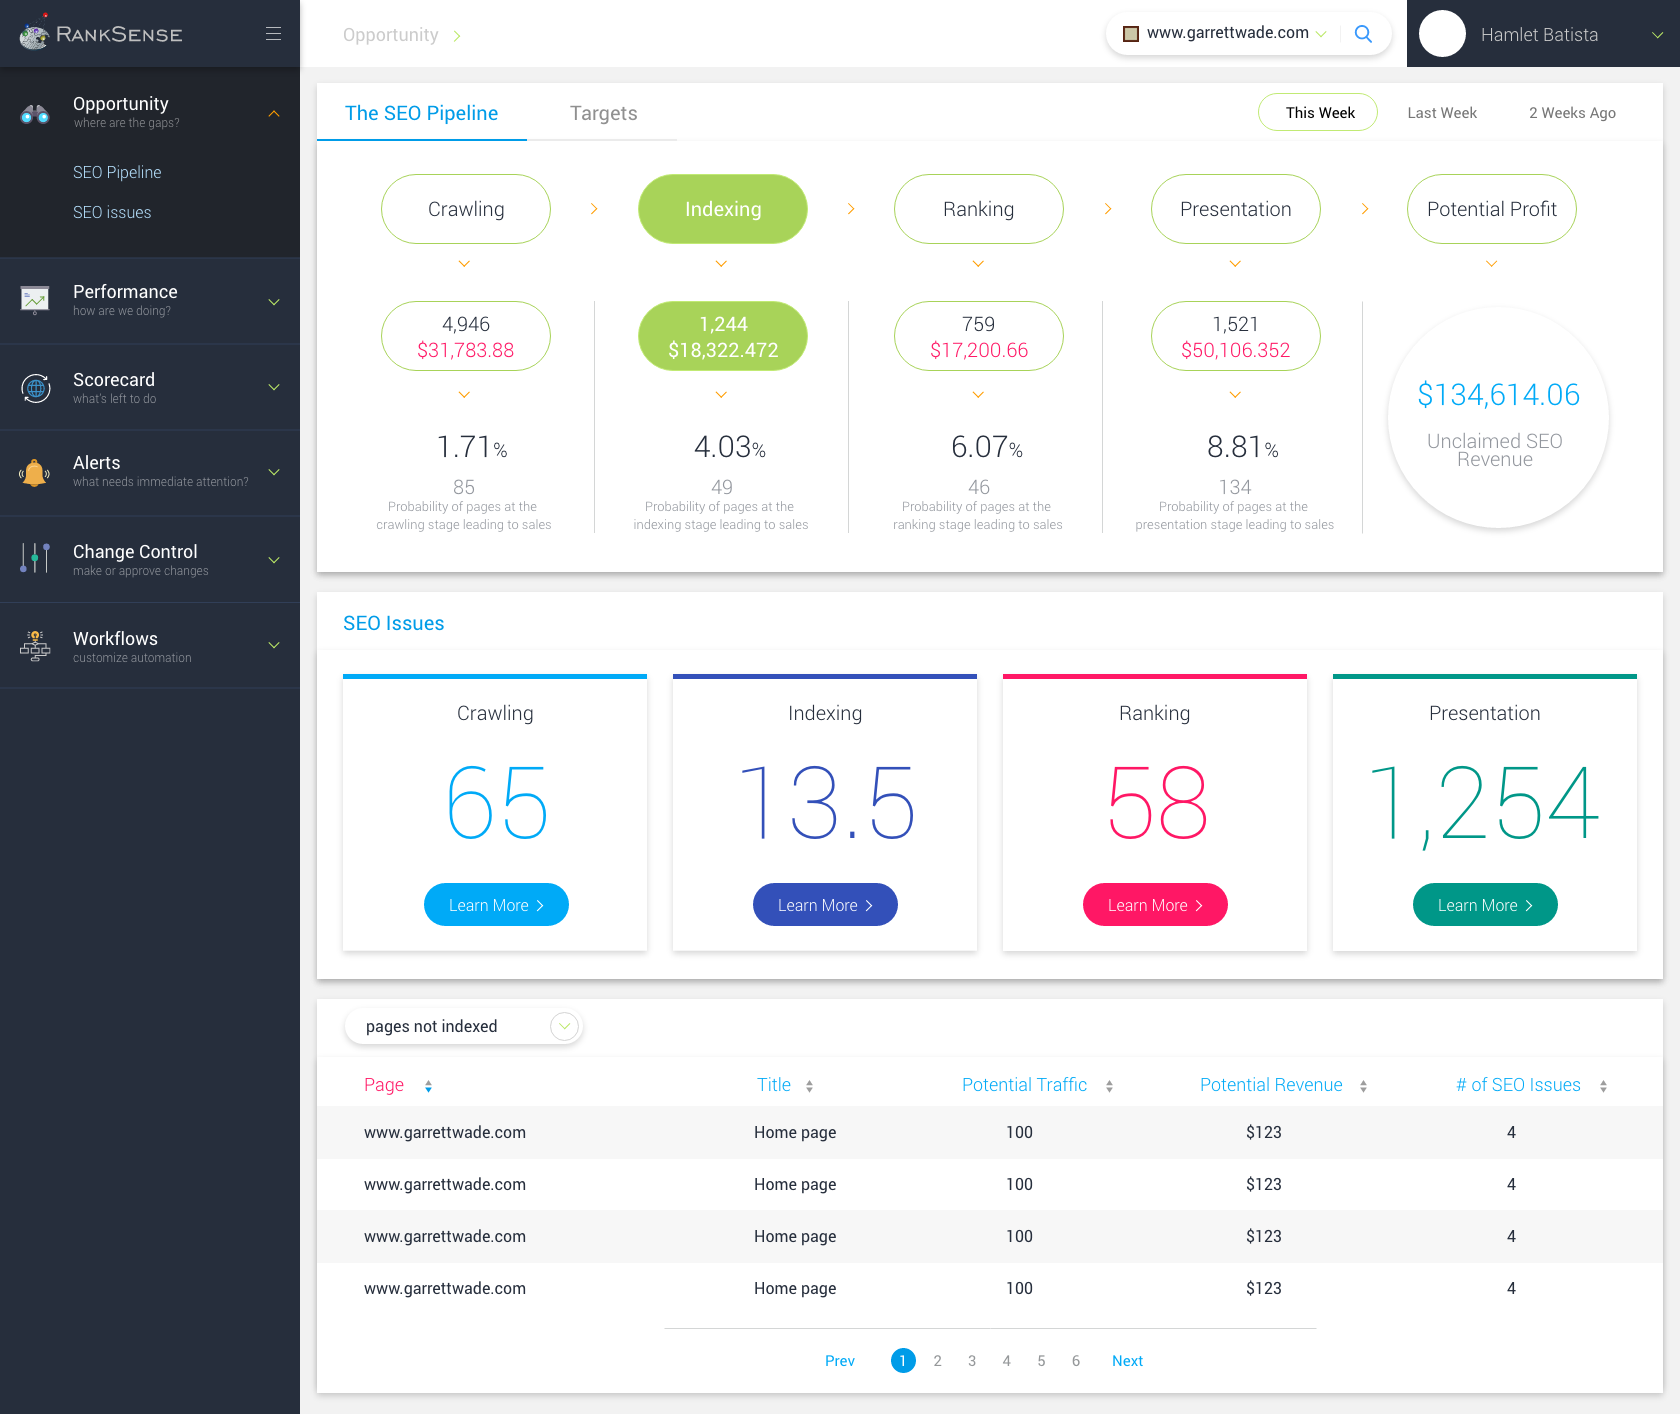 RankSense
Opportunity
www.garrettwade.com
Hamlet Batista
Opportunity
where are the gaps?
SEO Pipeline
SEO issues
Performance
how are we doing?
Scorecard
what's left to do
Alerts
what needs immediate attention?
Change Control
make or approve changes
Workflows
customize automation
The SEO Pipeline
Targets
This Week
Last Week
2 Weeks Ago
Crawling
Indexing
Ranking
Presentation
Potential Profit
4,946
$31,783.88
1,244
$18,322.472
759
$17,200.66
1,521
$50,106.352
$134,614.06
Unclaimed SEO
Revenue
1.71%
85
Probability of pages at the
crawling stage leading to sales
4.03%
49
Probability of pages at the
indexing stage leading to sales
6.07%
46
Probability of pages at the
ranking stage leading to sales
8.81%
134
Probability of pages at the
presentation stage leading to sales
SEO Issues
Crawling
65
Learn More
Indexing
13.5
Learn More
Ranking
58
Learn More
Presentation
1,254
Learn More
pages not indexed
Page Title Potential Traffic Potential Revenue # of SEO Issues
www.garrettwade.com Home page 100 $123 4
www.garrettwade.com Home page 100 $123 4
www.garrettwade.com Home page 100 $123 4
www.garrettwade.com Home page 100 $123 4
Prev 1 2 3 4 5 6 Next